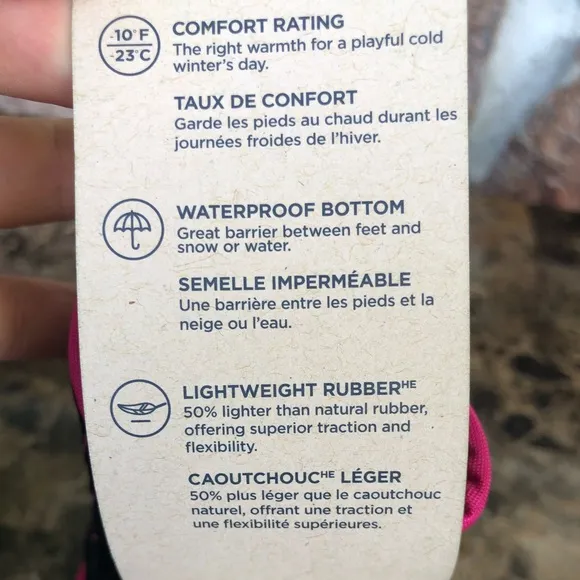 -10°F
-23°C
COMFORT RATING
The right warmth for a playful cold
winter's day.
TAUX DE CONFORT
Garde les pieds au chaud durant les
journées froides de l'hiver.
WATERPROOF BOTTOM
Great barrier between feet and
snow or water.
SEMELLE IMPERMÉABLE
Une barrière entre les pieds et la
neige ou l'eau.
LIGHTWEIGHT RUBBERᴴᴱ
50% lighter than natural rubber,
offering superior traction and
flexibility.
CAOUTCHOUCᴴᴱ LÉGER
50% plus léger que le caoutchouc
naturel, offrant une traction et
une flexibilité supérieures.